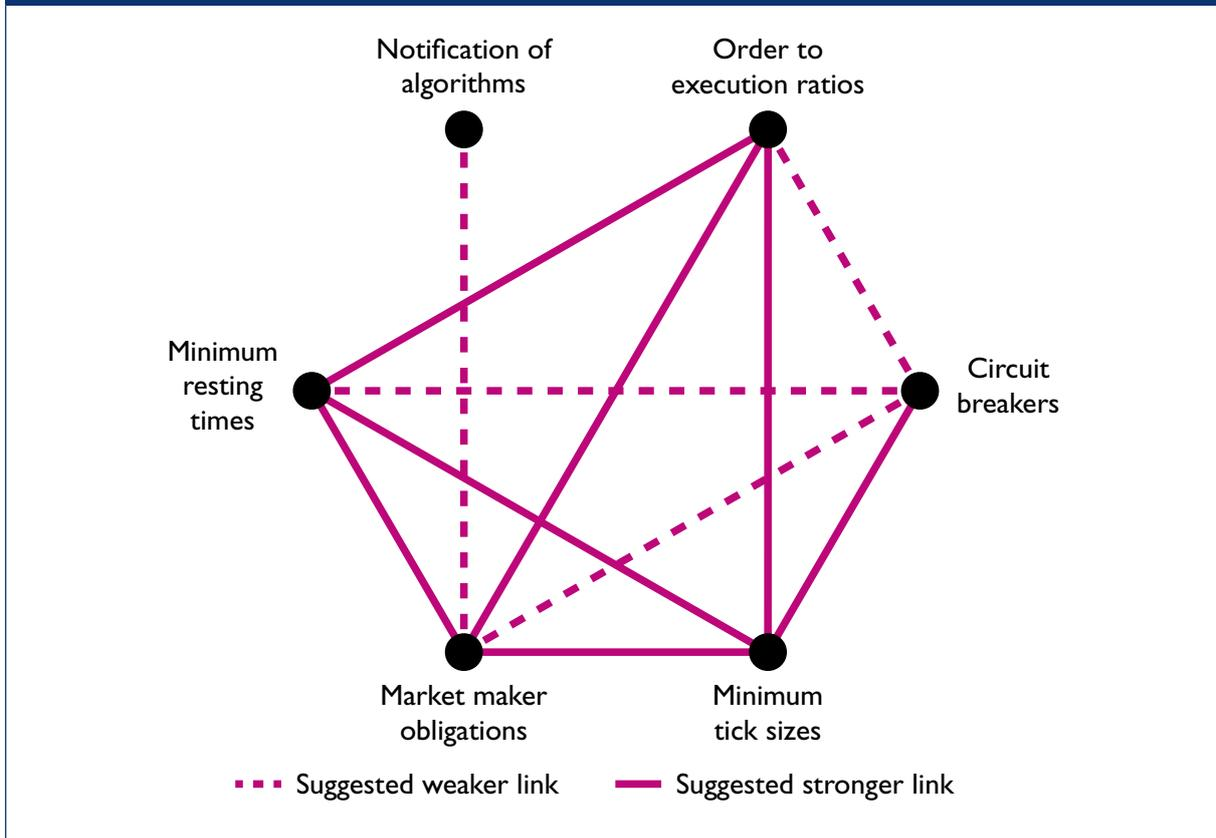 Notification of
algorithms
Order to
execution ratios
Minimum
resting
times
Circuit
breakers
Market maker
obligations
Minimum
tick sizes
Suggested weaker link
Suggested stronger link